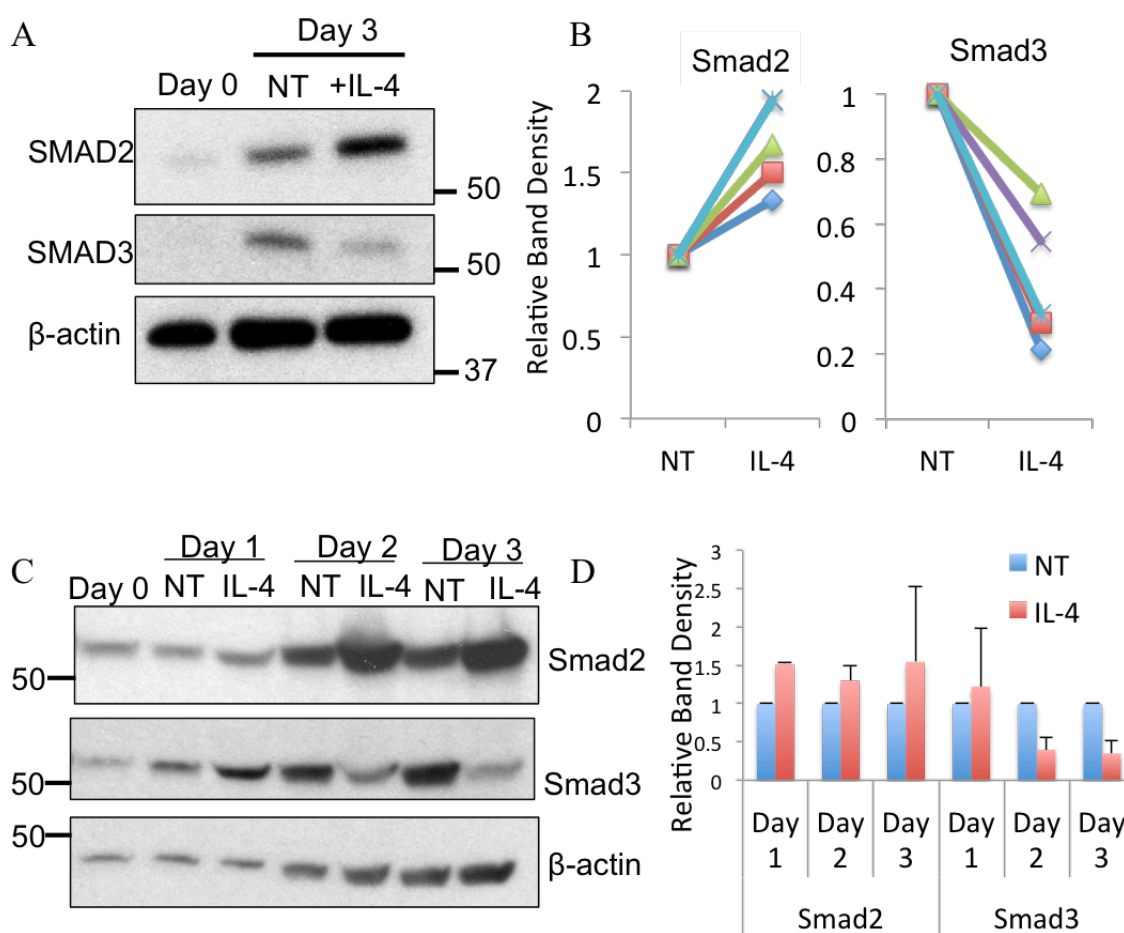 A
Day 3
Day 0 NT +IL-4
SMAD2
50
SMAD3
50
β-actin
37
B
Smad2 Smad3
Relative Band Density
2
1.5
1
0.5
0
NT IL-4
1
0.8
0.6
0.4
0.2
0
NT IL-4
C
Day 1 Day 2 Day 3
Day 0 NT IL-4 NT IL-4 NT IL-4
50 Smad2
50 Smad3
50
β-actin
D
Relative Band Density
3
2.5
2
1.5
1
0.5
0
NT
IL-4
Day Day Day Day Day Day
1 2 3 1 2 3
Smad2 Smad3